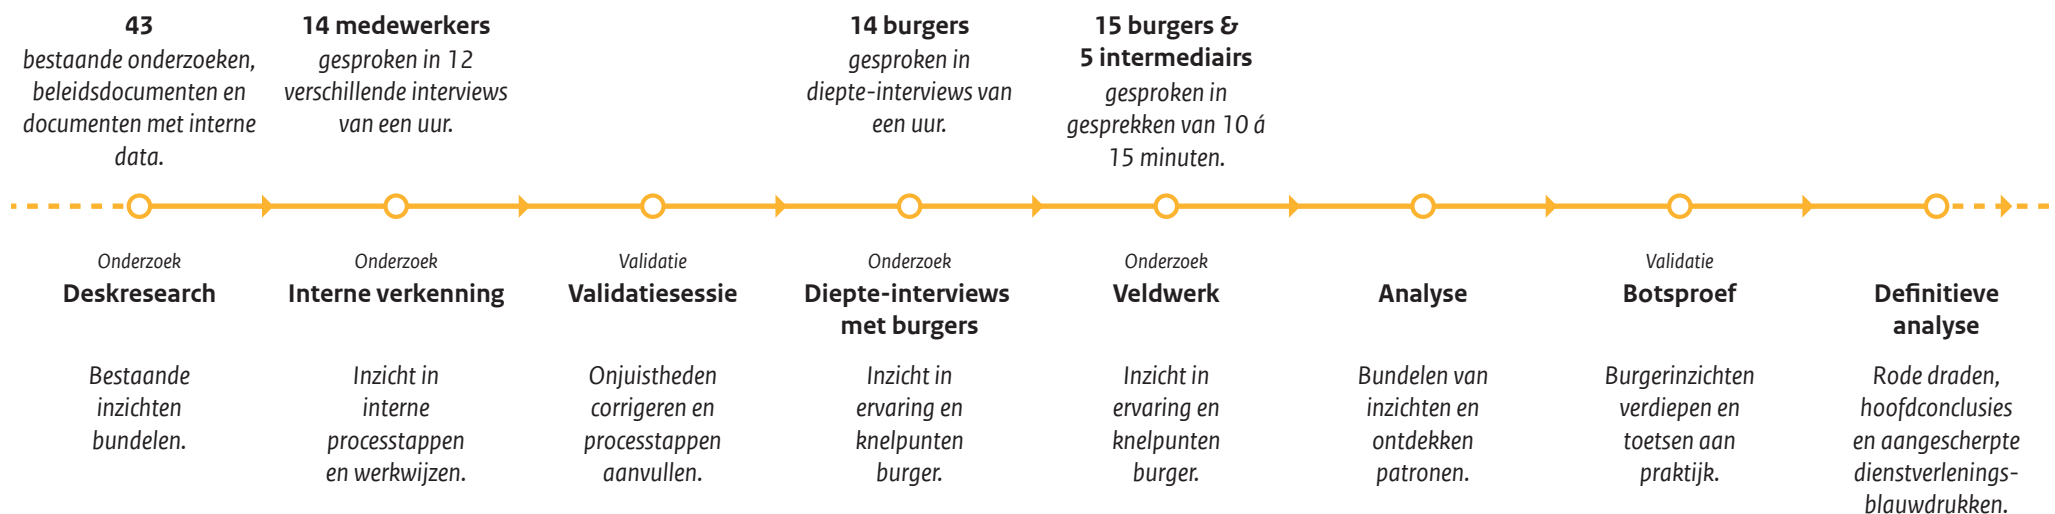 43
bestaande onderzoeken,
beleidsdocumenten en
documenten met interne
data.
14 medewerkers
gesproken in 12
verschillende interviews
van een uur.
14 burgers
gesproken in
diepte-interviews van
een uur.
15 burgers &
5 intermediairs
gesproken in
gesprekken van 10 á
15 minuten.
Onderzoek
Deskresearch
Bestaande
inzichten
bundelen.
Onderzoek
Interne verkenning
Inzicht in
interne
processtappen
en werkwijzen.
Validatie
Validatiesessie
Onjuistheden
corrigeren en
processtappen
aanvullen.
Onderzoek
Diepte-interviews
met burgers
Inzicht in
ervaring en
knelpunten
burger.
Onderzoek
Veldwerk
Inzicht in
ervaring en
knelpunten
burger.
Analyse
Bundelen van
inzichten en
ontdekken
patronen.
Validatie
Botsproef
Burgerinzichten
verdiepen en
toetsen aan
praktijk.
Definitieve
analyse
Rode draden,
hoofdconclusies
en aangescherpte
dienstverlenings-
blauwdrukken.